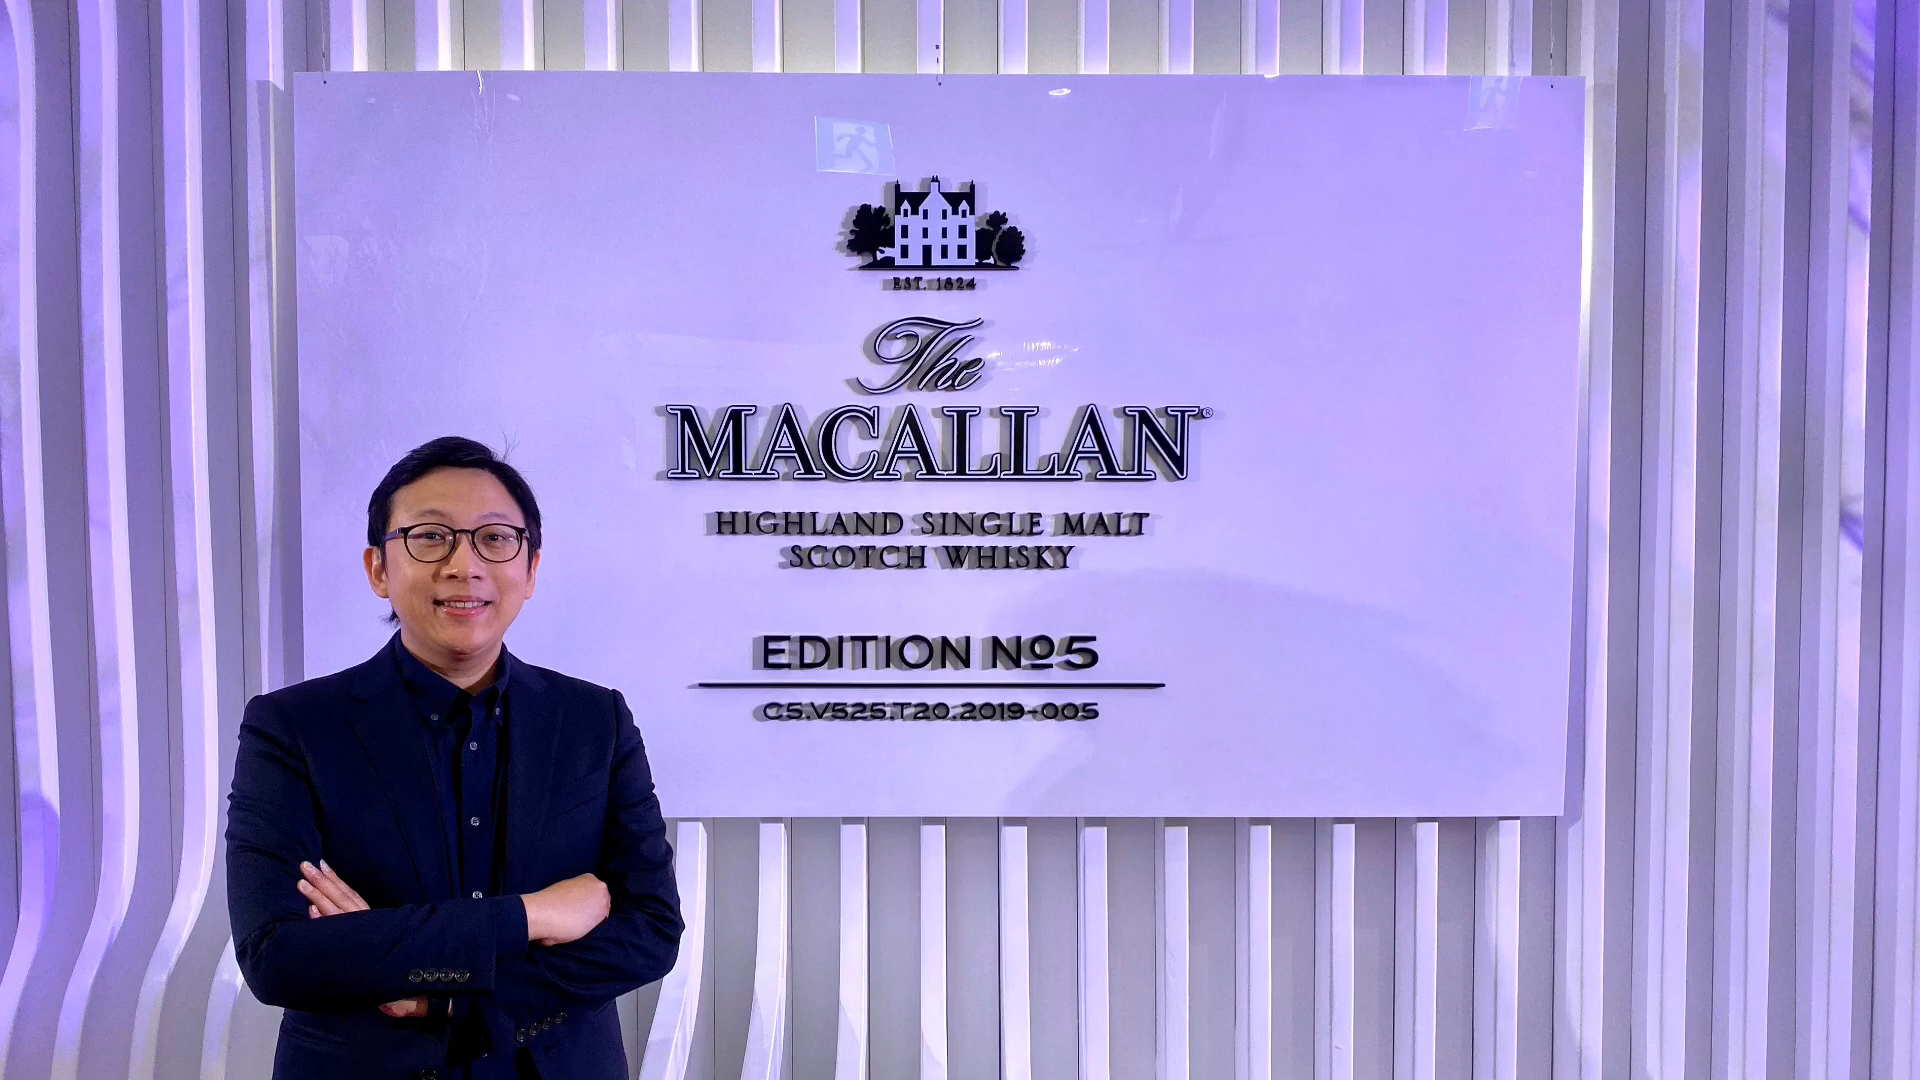 EST. 1824
The
MACALLAN®
HIGHLAND SINGLE MALT
SCOTCH WHISKY
EDITION Nº5
C5.V525.T20.2019-005